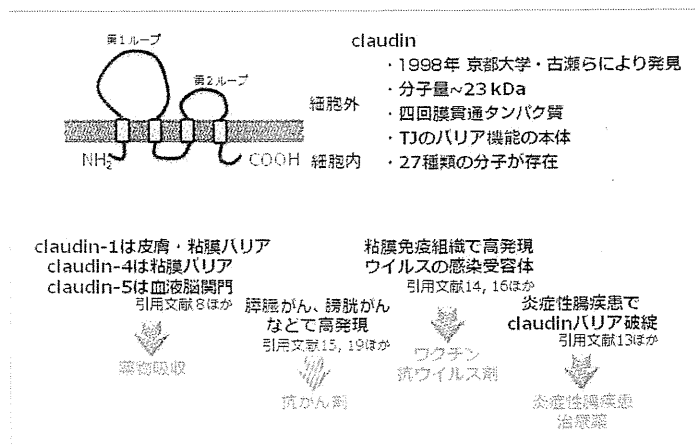 第1ループ
第2ループ
細胞外
NH2
COOH
細胞内
claudin
・1998年 京都大学・古瀬らにより発見
・分子量~23 kDa
・四回膜貫通タンパク質
・TJのバリア機能の本体
・27種類の分子が存在
claudin-1は皮膚・粘膜バリア
claudin-4は粘膜バリア
claudin-5は血液脳関門
引用文献8ほか
薬物吸収
膵臓がん、膀胱がん
などで高発現
引用文献15, 19ほか
抗がん剤
粘膜免疫組織で高発現
ウイルスの感染受容体
引用文献14, 16ほか
ワクチン
抗ウイルス剤
炎症性腸疾患で
claudinバリア破綻
引用文献13ほか
炎症性腸疾患
治療薬